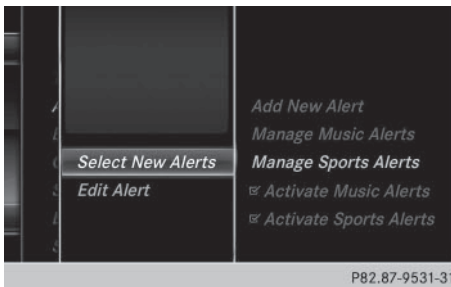 Select New Alerts
Edit Alert
Add New Alert
Manage Music Alerts
Manage Sports Alerts
Activate Music Alerts
Activate Sports Alerts
P82.87-9531-31